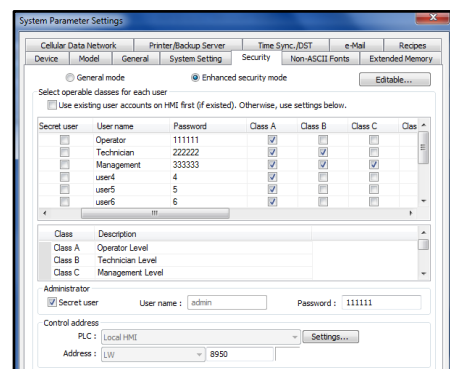 System Parameter Settings
Cellular Data Network Printer/Backup Server Time Sync./DST e-Mail Recipes
Device Model General System Setting Security Non-ASCII Fonts Extended Memory
General mode Enhanced security mode Editable...
Select operable classes for each user
Use existing user accounts on HMI first (if existed). Otherwise, use settings below.
Secret user User name Password Class A Class B Class C Clas
Operator 111111
Technician 222222
Management 333333
user4 4
user5 5
user6 6
Class Description
Class A Operator Level
Class B Technician Level
Class C Management Level
Administrator
Secret user User name : admin Password : 111111
Control address
PLC : Local HMI Settings...
Address : LW 8950